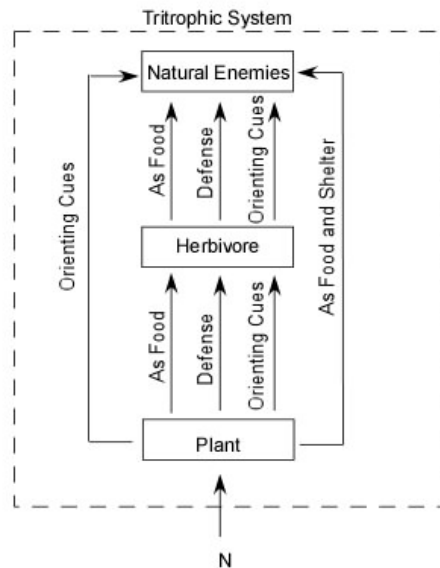 Tritrophic System
Natural Enemies
As Food
Defense
Orienting Cues
Orienting Cues
As Food and Shelter
Herbivore
As Food
Defense
Orienting Cues
Plant
N